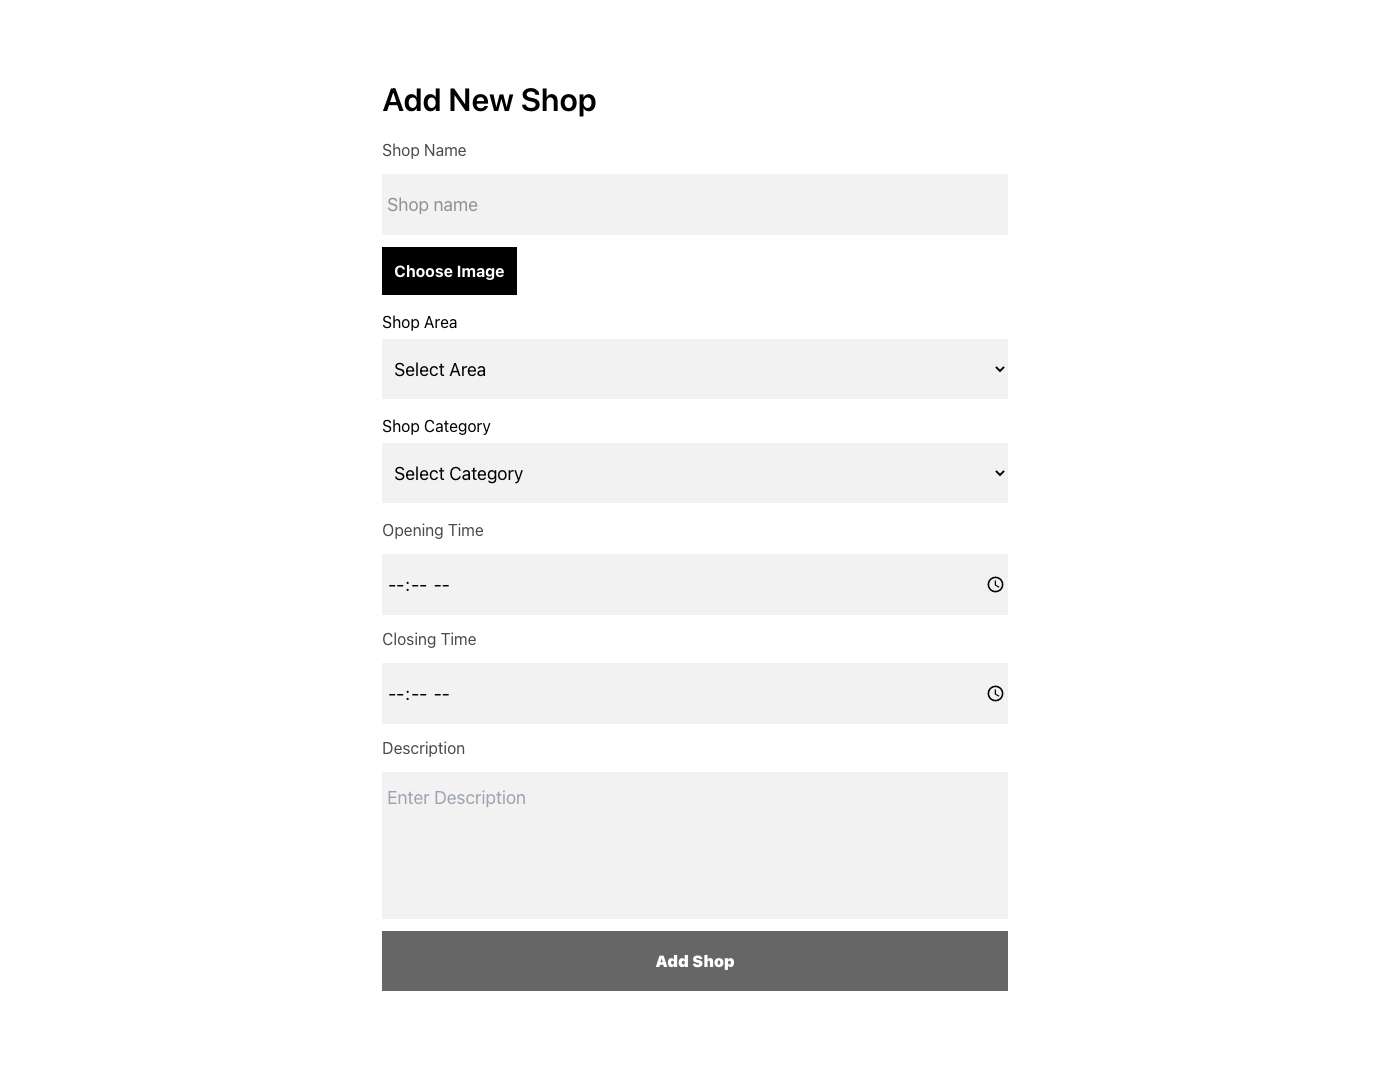 Add New Shop
Shop Name
Shop name
Choose Image
Shop Area
Select Area
Shop Category
Select Category
Opening Time
--:-- --
Closing Time
--:-- --
Description
Enter Description
Add Shop